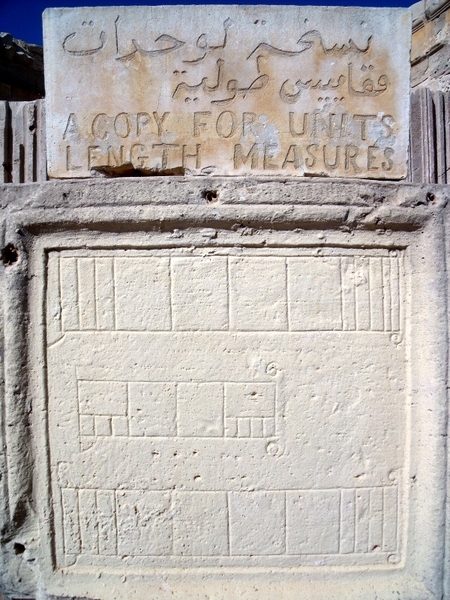 نسخة لوحدات
مقاييس طولية
A COPY FOR UNITS
LENGTH MEASURES